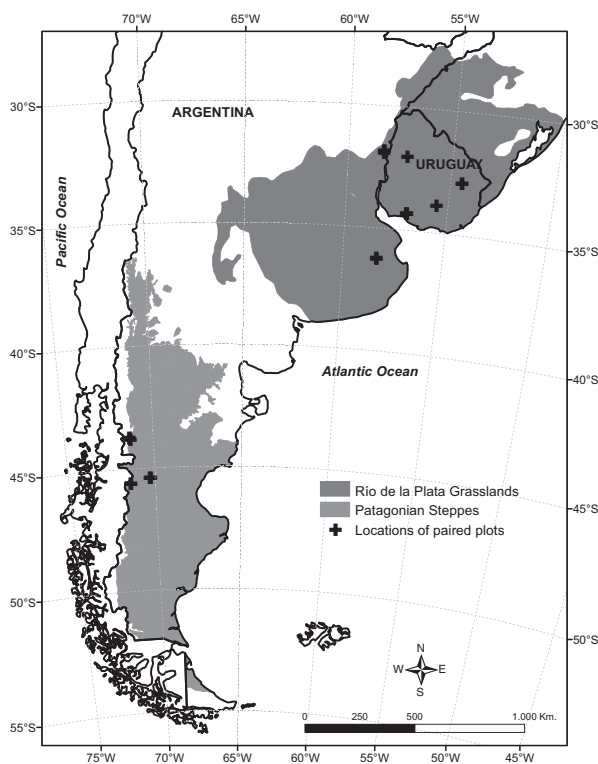 70°W 65°W 60°W 55°W
30°S
ARGENTINA
30°S
URUGUAY
Pacific Ocean
35°S
35°S
40°S
Atlantic Ocean
40°S
45°S
Río de la Plata Grasslands
45°S
Patagonian Steppes
Locations of paired plots
50°S
50°S
N
W E
S
0 250 500 1.000 Km.
55°S
75°W 70°W 65°W 60°W 55°W 50°W 45°W